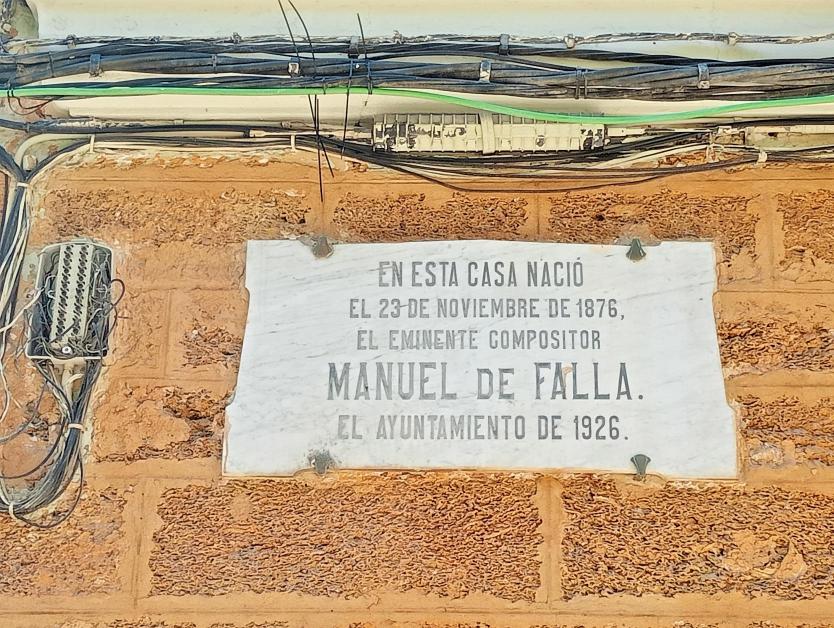 EN ESTA CASA NACIÓ
EL 23 DE NOVIEMBRE DE 1876,
EL EMINENTE COMPOSITOR
MANUEL DE FALLA.
EL AYUNTAMIENTO DE 1926.